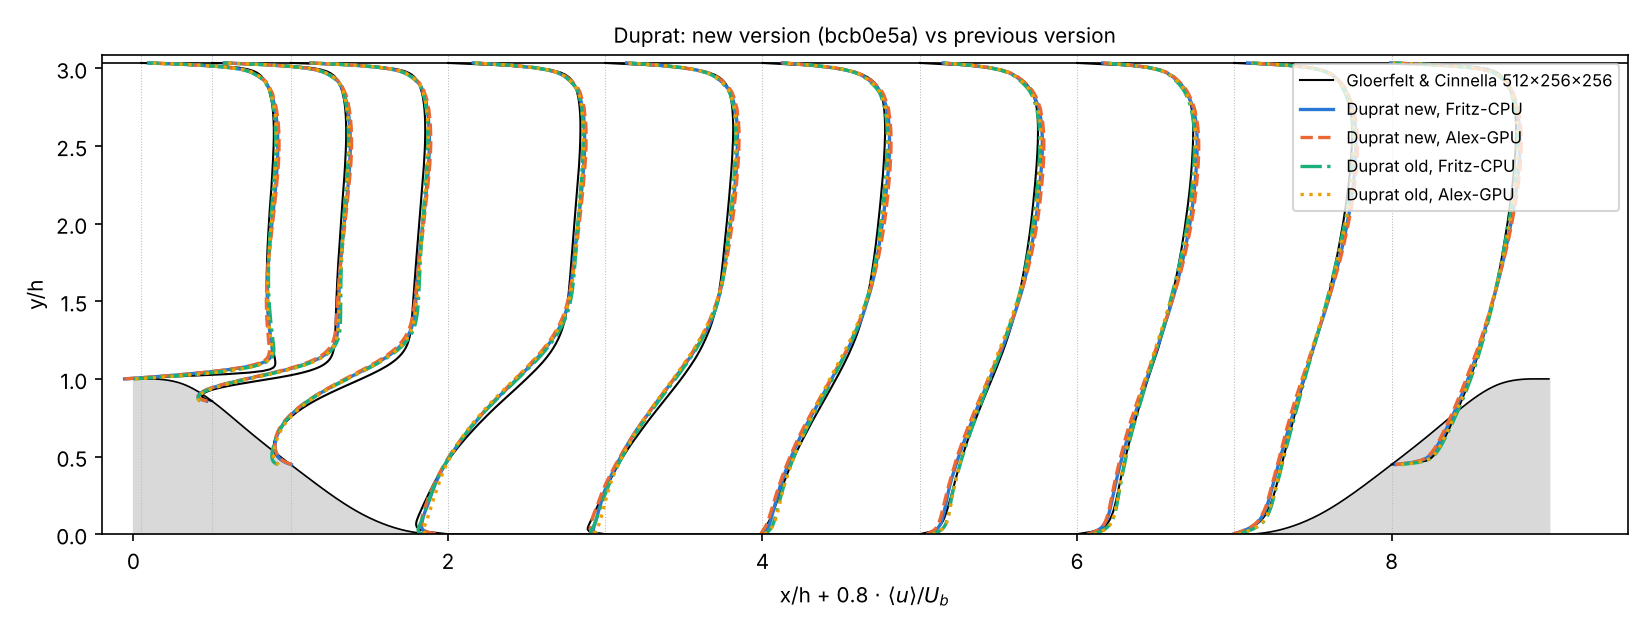 Duprat: new version (bcb0e5a) vs previous version
Gloerfelt & Cinnella 512×256×256
Duprat new, Fritz-CPU
Duprat new, Alex-GPU
Duprat old, Fritz-CPU
Duprat old, Alex-GPU
y/h
3.0
2.5
2.0
1.5
1.0
0.5
0.0
0 2 4 6 8
x/h + 0.8 · ⟨u⟩/U_b